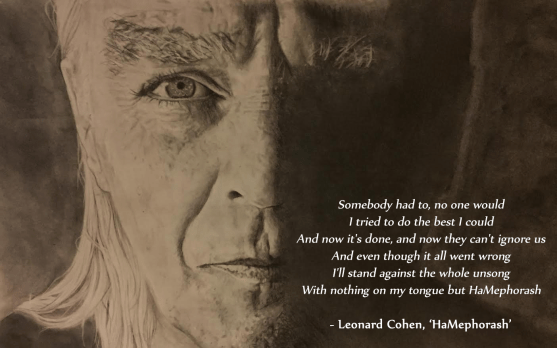 Somebody had to, no one would
I tried to do the best I could
And now it's done, and now they can't ignore us
And even though it all went wrong
I'll stand against the whole unsong
With nothing on my tongue but HaMephorash
- Leonard Cohen, 'HaMephorash'